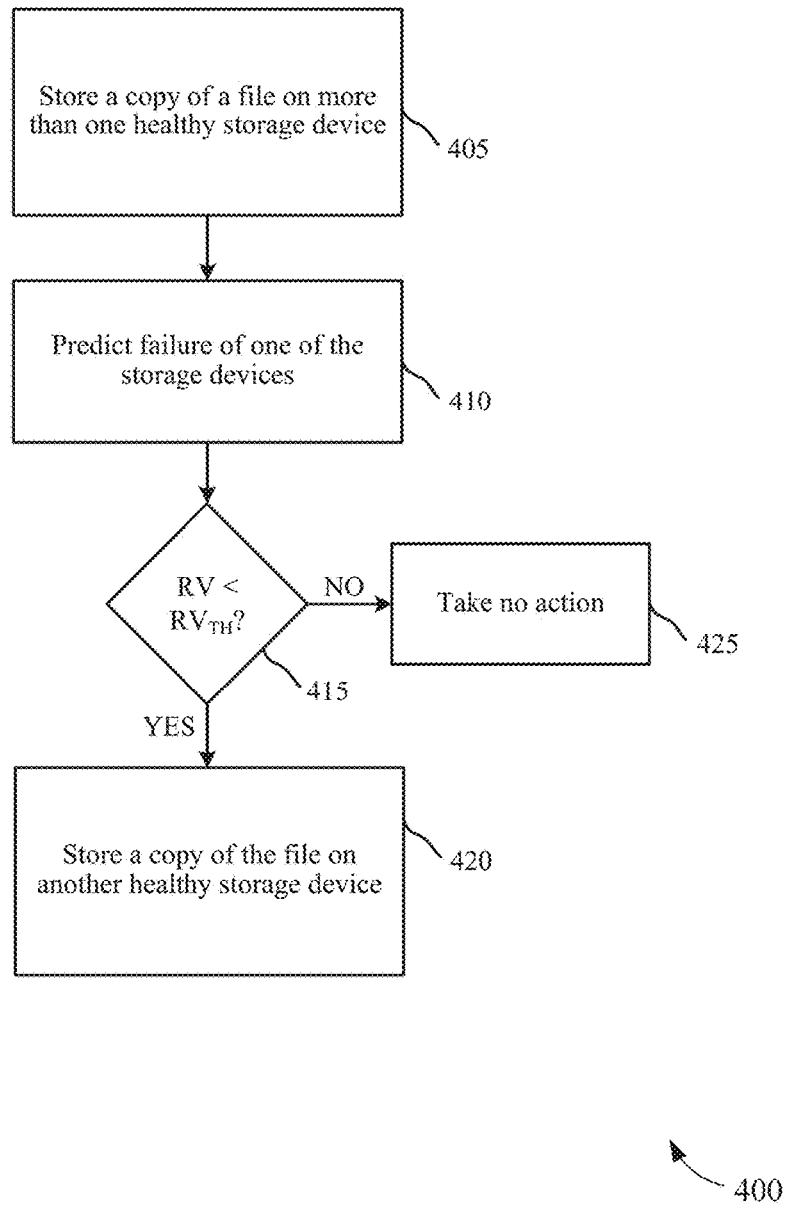 Store a copy of a file on more
than one healthy storage device
405
Predict failure of one of the
storage devices
410
RV <
RVTH?
NO
415
YES
Take no action
425
Store a copy of the file on
another healthy storage device
420
400